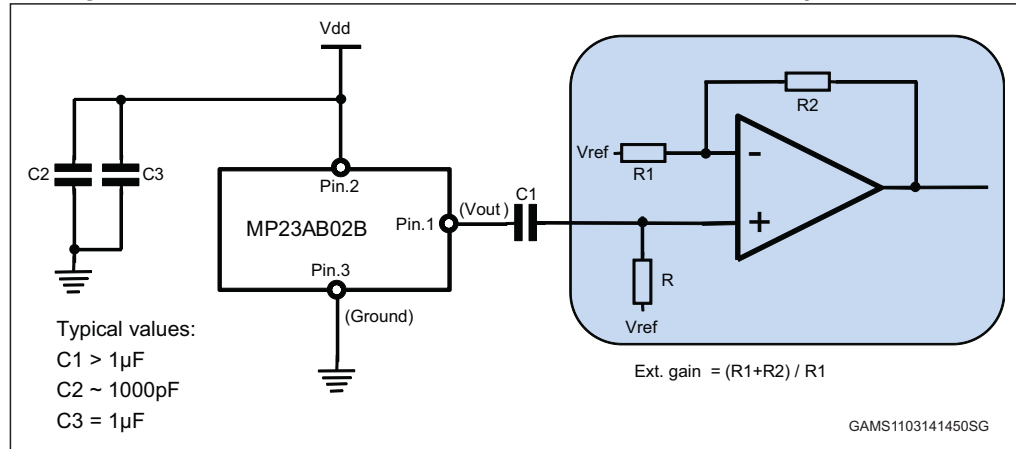 Vdd
C2
C3
Pin.2
MP23AB02B
Pin.1
(Vout)
C1
Pin.3
(Ground)
Vref
R1
R2
-
+
R
Vref
Typical values:
C1 > 1µF
C2 ~ 1000pF
C3 = 1µF
Ext. gain = (R1+R2) / R1
GAMS1103141450SG